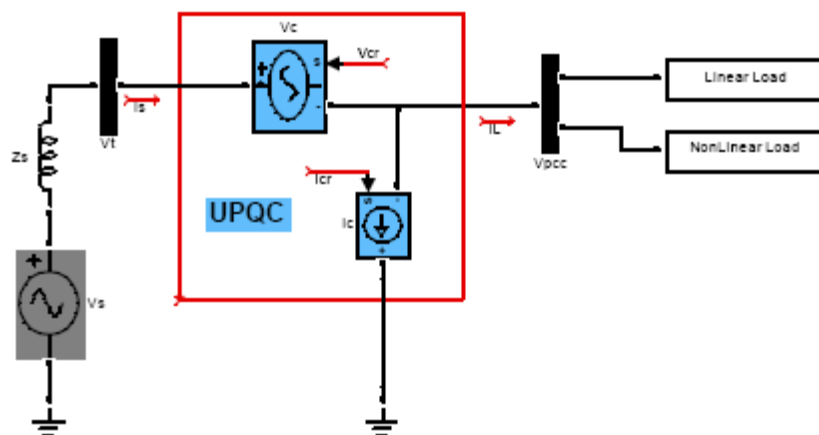 Vc
Vcr
s
+
-
Is
Vt
IL
Linear Load
NonLinear Load
Vpcc
Zs
Icr
s
-
Ic
+
UPQC
+
Vs